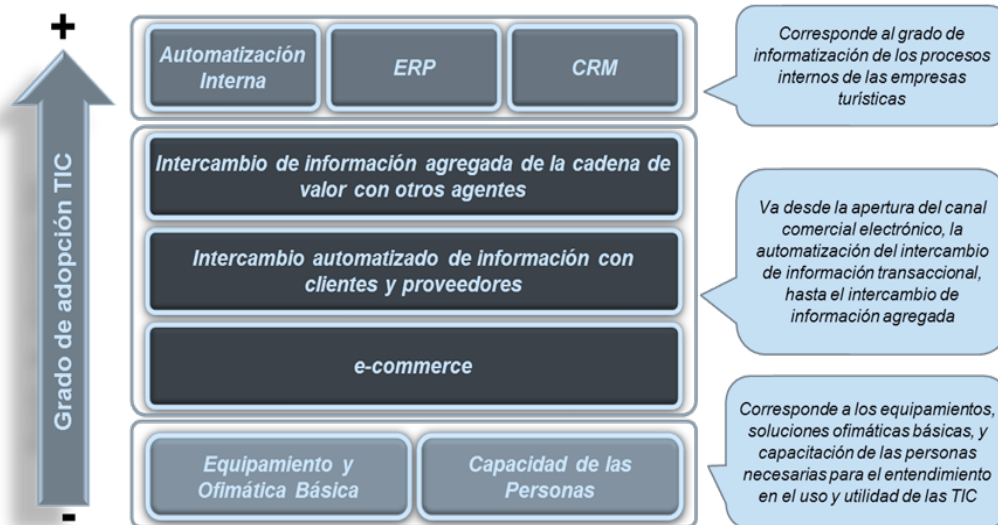 +
Grado de adopción TIC
-
Automatización
Interna
ERP
CRM
Corresponde al grado de
informatización de los procesos
internos de las empresas
turísticas
Intercambio de información agregada de la cadena de
valor con otros agentes
Intercambio automatizado de información con
clientes y proveedores
e-commerce
Va desde la apertura del canal
comercial electrónico, la
automatización del intercambio
de información transaccional,
hasta el intercambio de
información agregada
Equipamiento y
Ofimática Básica
Capacidad de las
Personas
Corresponde a los equipamientos,
soluciones ofimáticas básicas, y
capacitación de las personas
necesarias para el entendimiento
en el uso y utilidad de las TIC